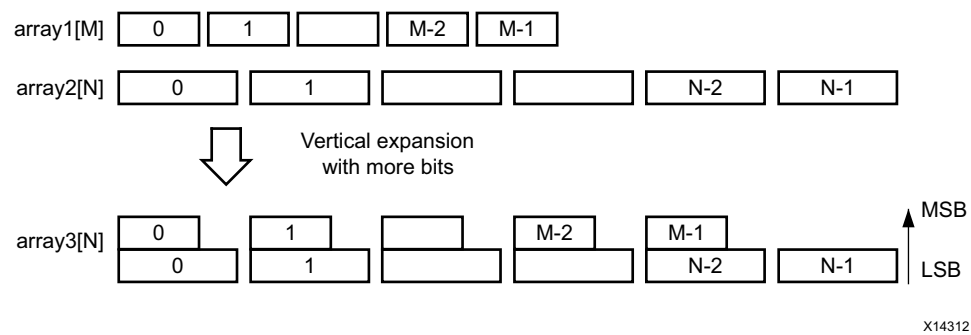 array1[M] 0 1 M-2 M-1
array2[N] 0 1 N-2 N-1
Vertical expansion
with more bits
MSB
array3[N] 0 1 M-2 M-1
0 1 N-2 N-1
LSB
X14312